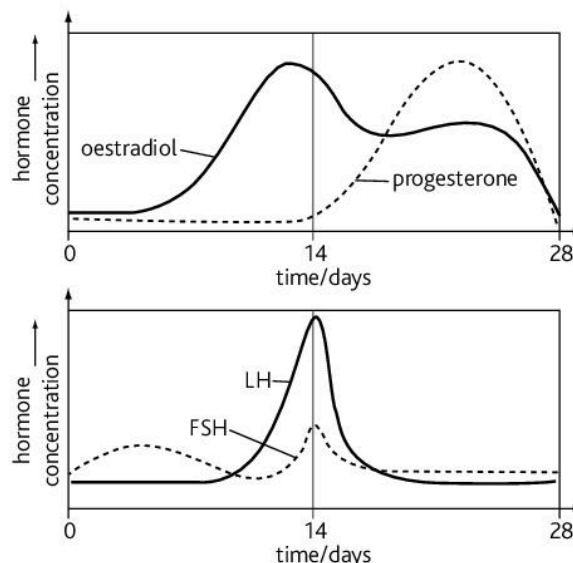 hormone
concentration
oestradiol
progesterone
0
14
28
time/days
hormone
concentration
LH
FSH
0
14
28
time/days